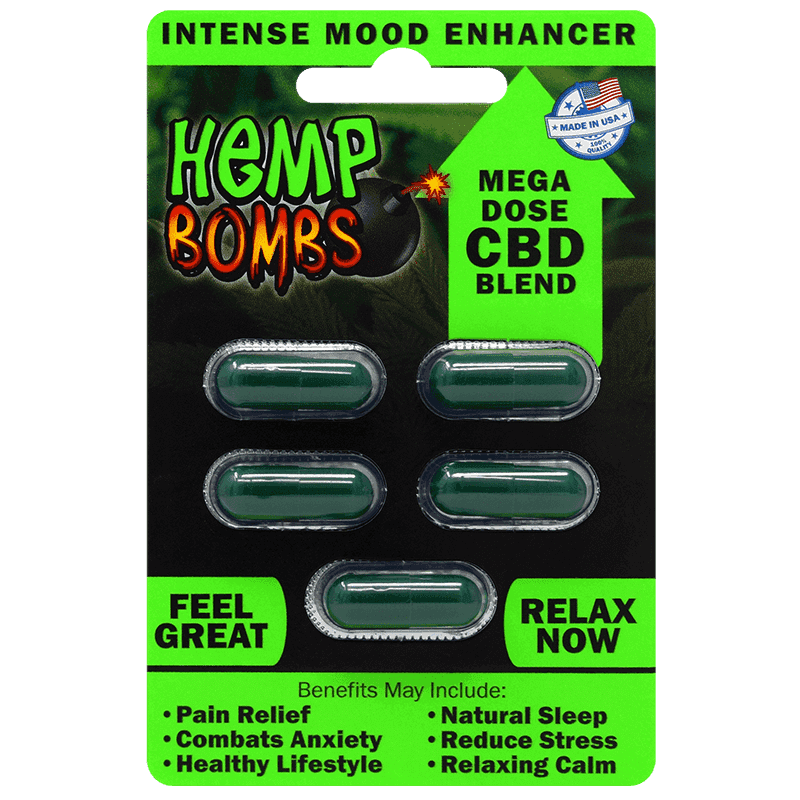 INTENSE MOOD ENHANCER
HEMP
BOMBS
MADE IN USA
100%
QUALITY
MEGA
DOSE
CBD
BLEND
FEEL
GREAT
RELAX
NOW
Benefits May Include:
•Pain Relief
•Combats Anxiety
•Healthy Lifestyle
•Natural Sleep
•Reduce Stress
•Relaxing Calm